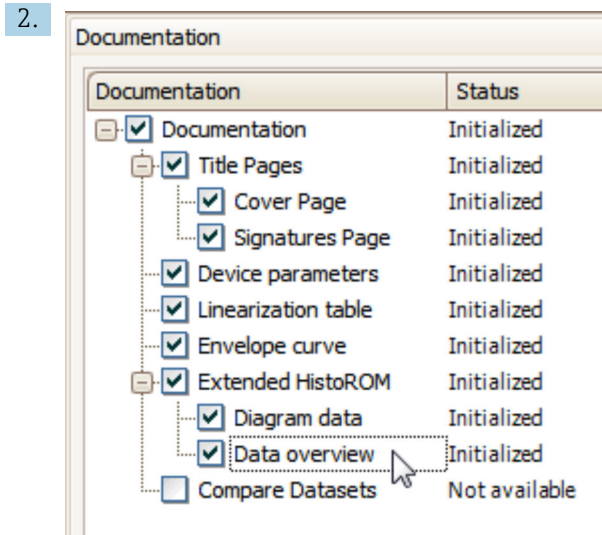 2.
Documentation
Documentation Status
Documentation Initialized
Title Pages Initialized
Cover Page Initialized
Signatures Page Initialized
Device parameters Initialized
Linearization table Initialized
Envelope curve Initialized
Extended HistoROM Initialized
Diagram data Initialized
Data overview Initialized
Compare Datasets Not available